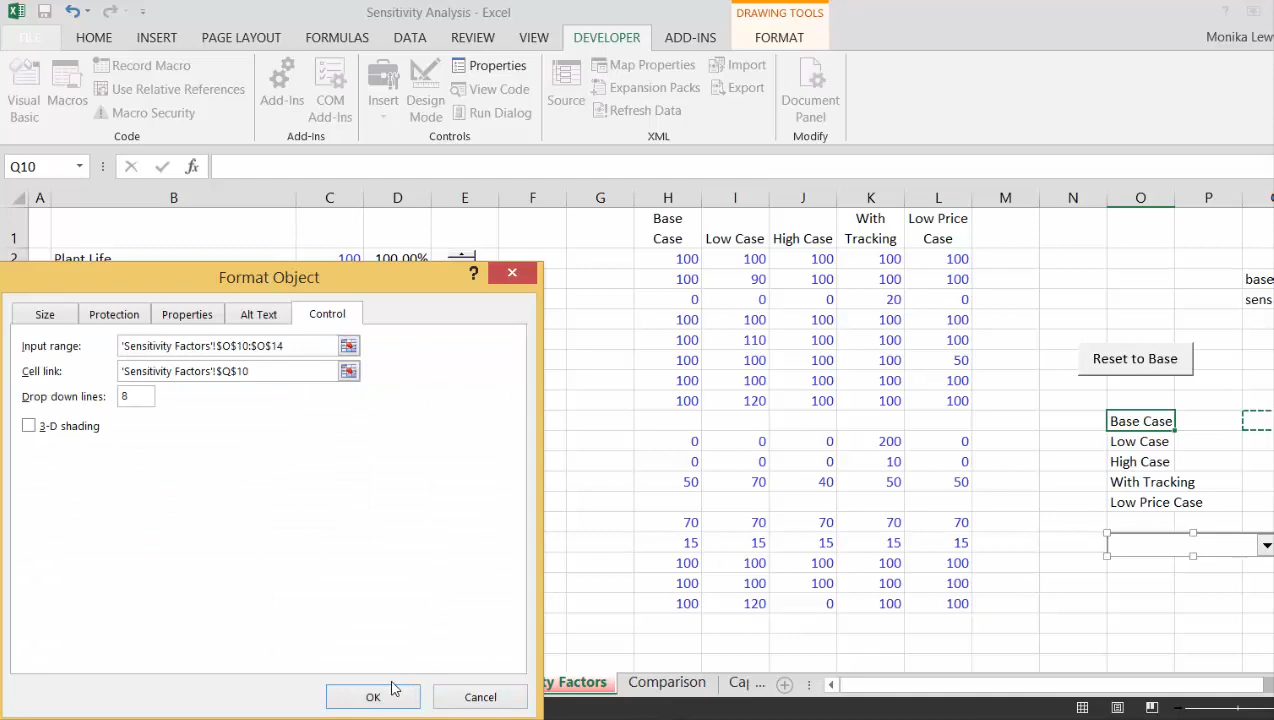 Sensitivity Analysis - Excel
DRAWING TOOLS
FILE HOME INSERT PAGE LAYOUT FORMULAS DATA REVIEW VIEW DEVELOPER ADD-INS FORMAT
Monika Lew
Visual Basic
Macros
Record Macro
Use Relative References
Macro Security
Code
Add-Ins
COM Add-Ins
Add-Ins
Insert
Design Mode
Properties
View Code
Run Dialog
Controls
Source
Map Properties
Expansion Packs
Refresh Data
Import
Export
XML
Document Panel
Modify
Q10
fx
A B C D E F G H I J K L M N O P
1 Base Case Low Case High Case With Tracking Low Price Case
2 Plant Life 100 100.00% 100 100 100 100 100
100 90 100 100 100 base
0 0 0 20 0 sens
100 100 100 100 100
100 110 100 100 100
100 100 100 100 50
100 100 100 100 100
100 120 100 100 100
0 0 0 200 0
0 0 0 10 0
50 70 40 50 50
70 70 70 70 70
15 15 15 15 15
100 100 100 100 100
100 100 100 100 100
100 120 0 100 100
Reset to Base
Base Case
Low Case
High Case
With Tracking
Low Price Case
Format Object
?
Size Protection Properties Alt Text Control
Input range: 'Sensitivity Factors'!$O$10:$O$14
Cell link: 'Sensitivity Factors'!$Q$10
Drop down lines: 8
3-D shading
OK Cancel
ty Factors Comparison Cap ...